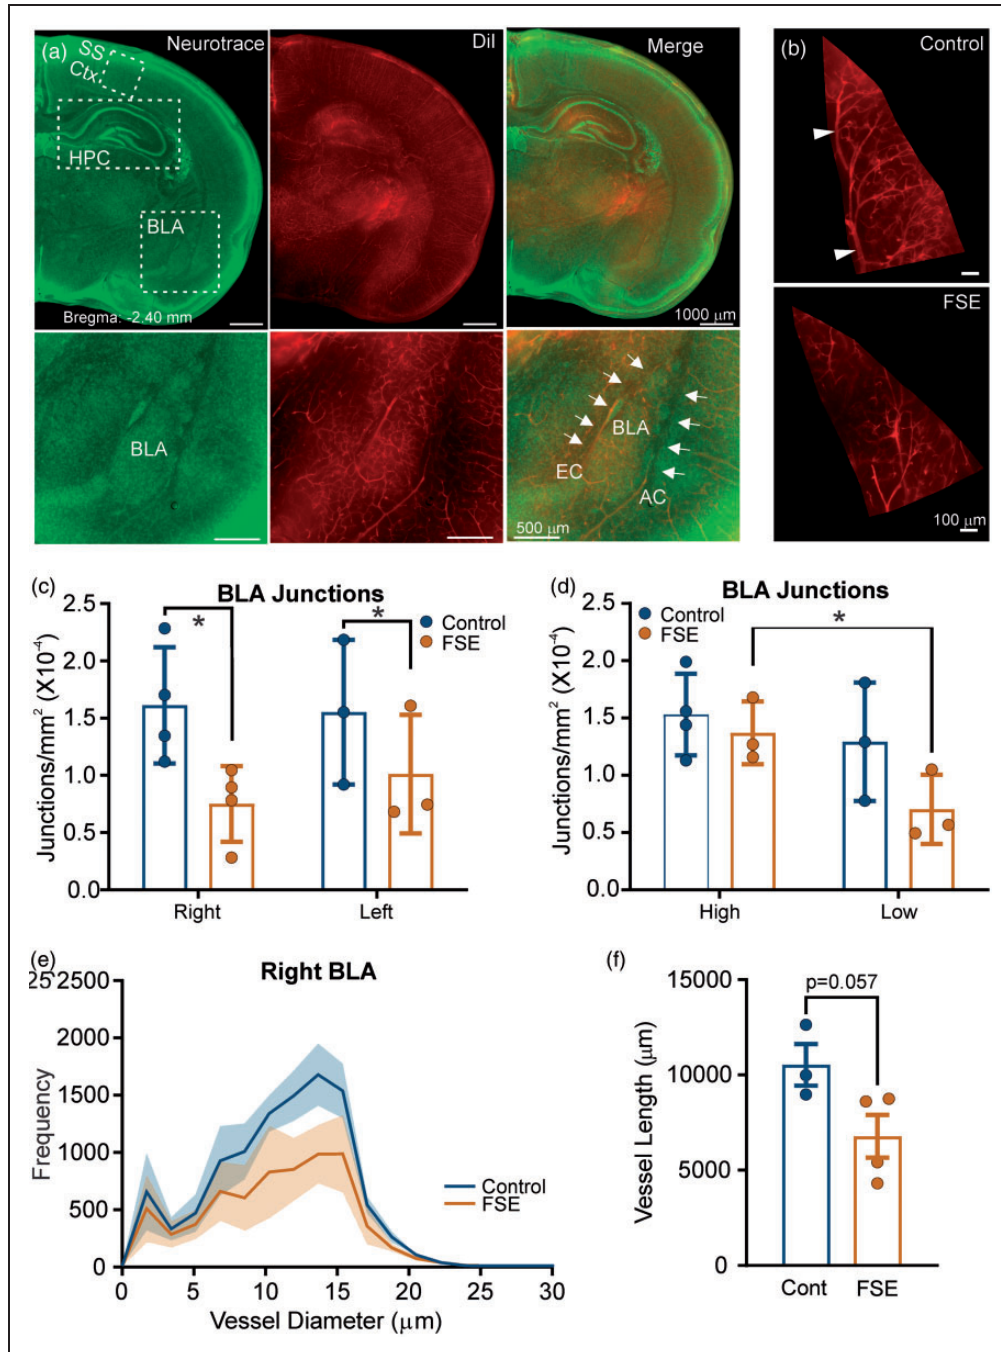 (a)
Neurotrace
SS
Ctx
HPC
BLA
Bregma: -2.40 mm
DiI
Merge
1000 µm
BLA
BLA
EC
AC
500 µm
(b)
Control
FSE
100 µm
(c)
BLA Junctions
Junctions/mm² (X10⁻⁴)
2.5
2.0
1.5
1.0
0.5
0.0
*
*
Control
FSE
Right
Left
(d)
BLA Junctions
Junctions/mm² (X10⁻⁴)
2.5
2.0
1.5
1.0
0.5
0.0
Control
FSE
*
High
Low
(e)
Right BLA
25
2500
2000
1500
1000
500
0
Frequency
Control
FSE
0
5
10
15
20
25
30
Vessel Diameter (µm)
(f)
Vessel Length (µm)
15000
10000
5000
0
p=0.057
Cont
FSE